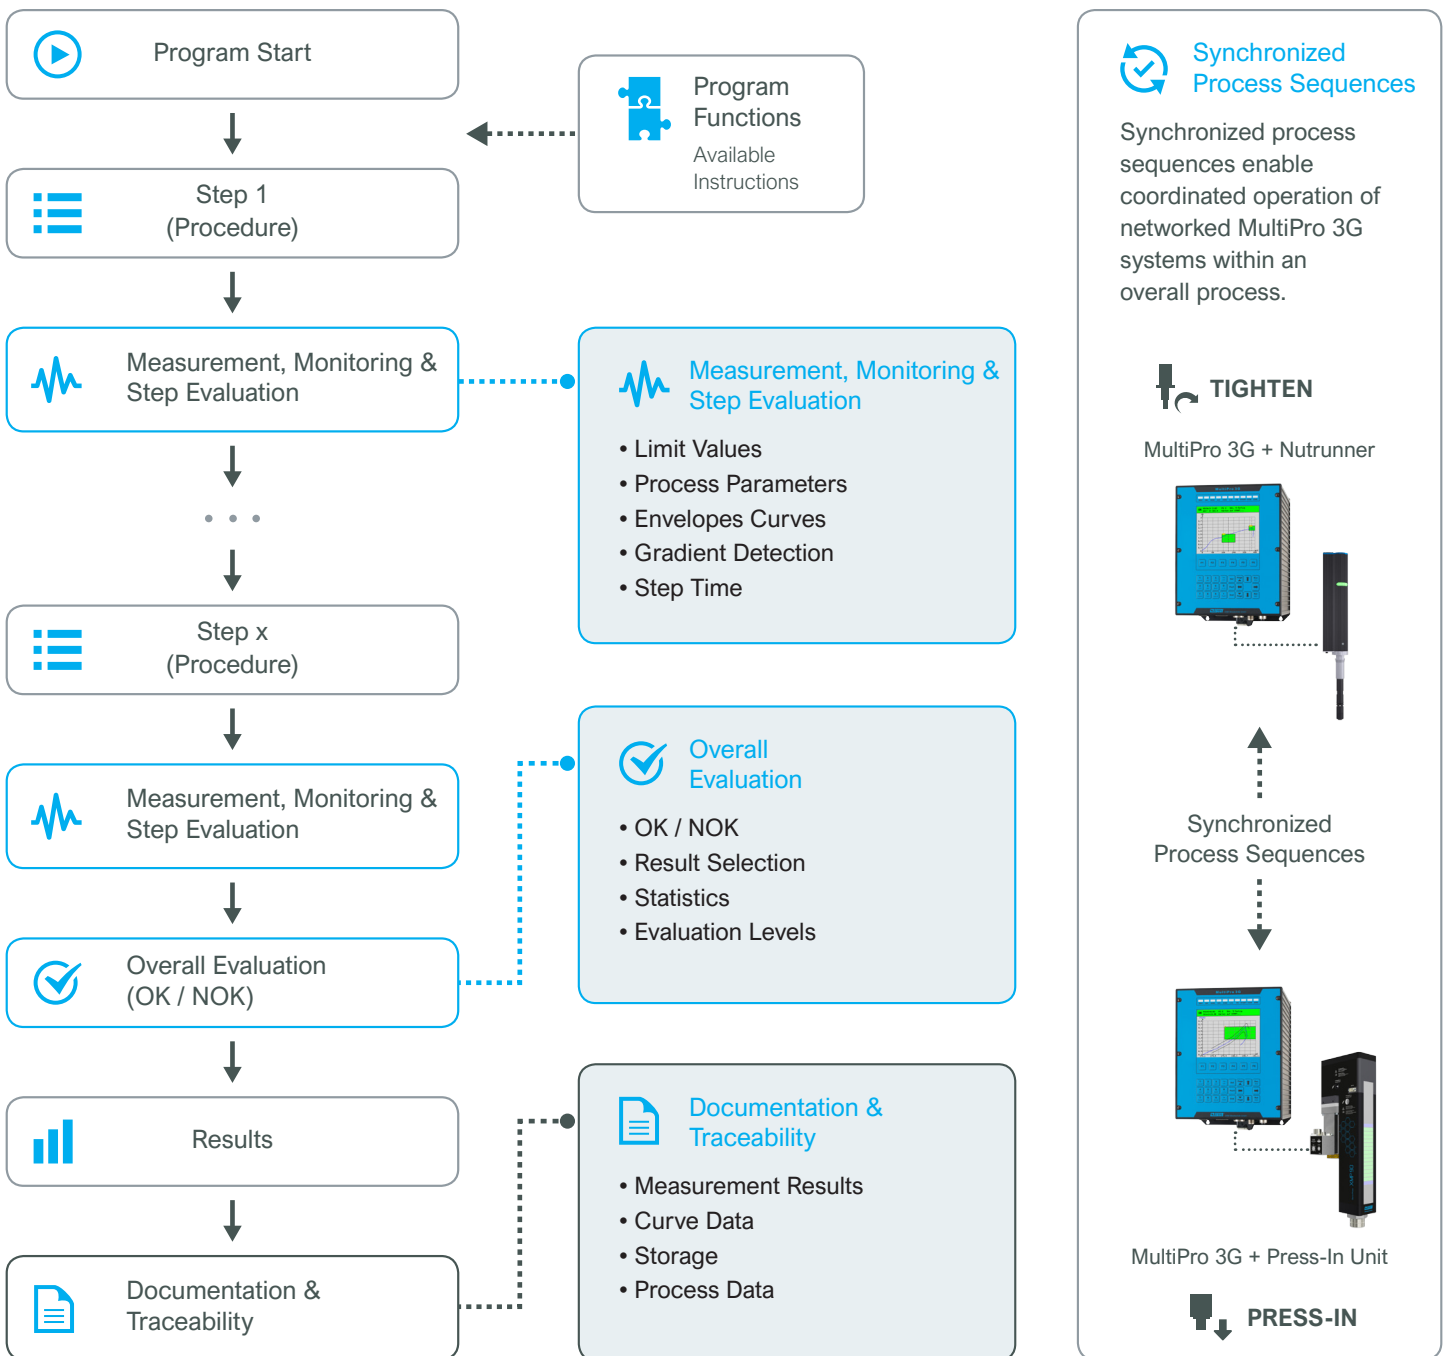 Program Start
Program
Functions
Available
Instructions
Step 1
(Procedure)
Measurement, Monitoring &
Step Evaluation
Measurement, Monitoring &
Step Evaluation
• Limit Values
• Process Parameters
• Envelopes Curves
• Gradient Detection
• Step Time
Step x
(Procedure)
Measurement, Monitoring &
Step Evaluation
Overall
Evaluation
• OK / NOK
• Result Selection
• Statistics
• Evaluation Levels
Overall Evaluation
(OK / NOK)
Results
Documentation &
Traceability
• Measurement Results
• Curve Data
• Storage
• Process Data
Documentation &
Traceability
Synchronized
Process Sequences
Synchronized process
sequences enable
coordinated operation of
networked MultiPro 3G
systems within an
overall process.
TIGHTEN
MultiPro 3G + Nutrunner
Synchronized
Process Sequences
MultiPro 3G + Press-In Unit
PRESS-IN